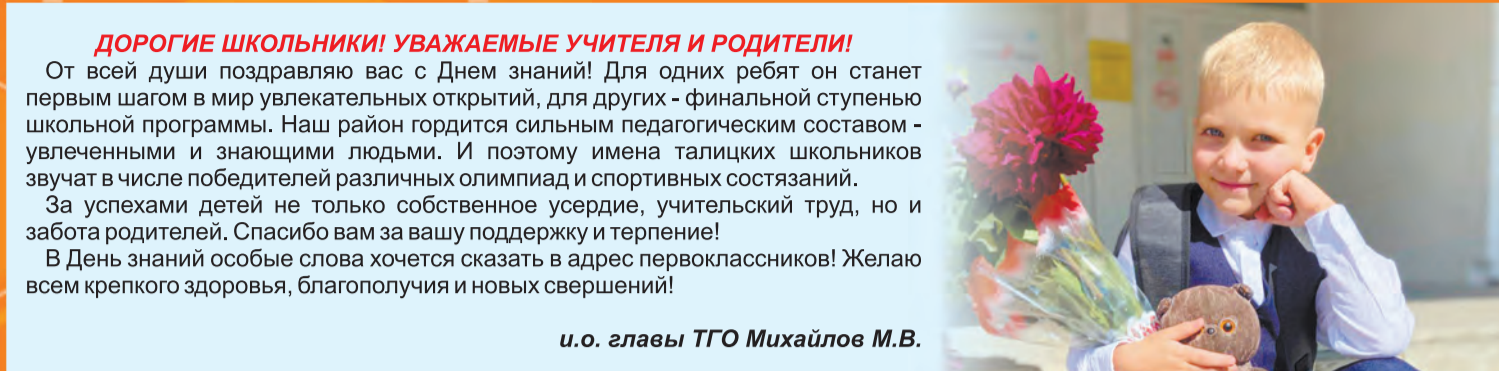 ДОРОГИЕ ШКОЛЬНИКИ! УВАЖАЕМЫЕ УЧИТЕЛЯ И РОДИТЕЛИ!
От всей души поздравляю вас с Днем знаний! Для одних ребят он станет
первым шагом в мир увлекательных открытий, для других - финальной ступенью
школьной программы. Наш район гордится сильным педагогическим составом -
увлеченными и знающими людьми. И поэтому имена талицких школьников
звучат в числе победителей различных олимпиад и спортивных состязаний.
За успехами детей не только собственное усердие, учительский труд, но и
забота родителей. Спасибо вам за вашу поддержку и терпение!
В День знаний особые слова хочется сказать в адрес первоклассников! Желаю
всем крепкого здоровья, благополучия и новых свершений!
и.о. главы ТГО Михайлов М.В.